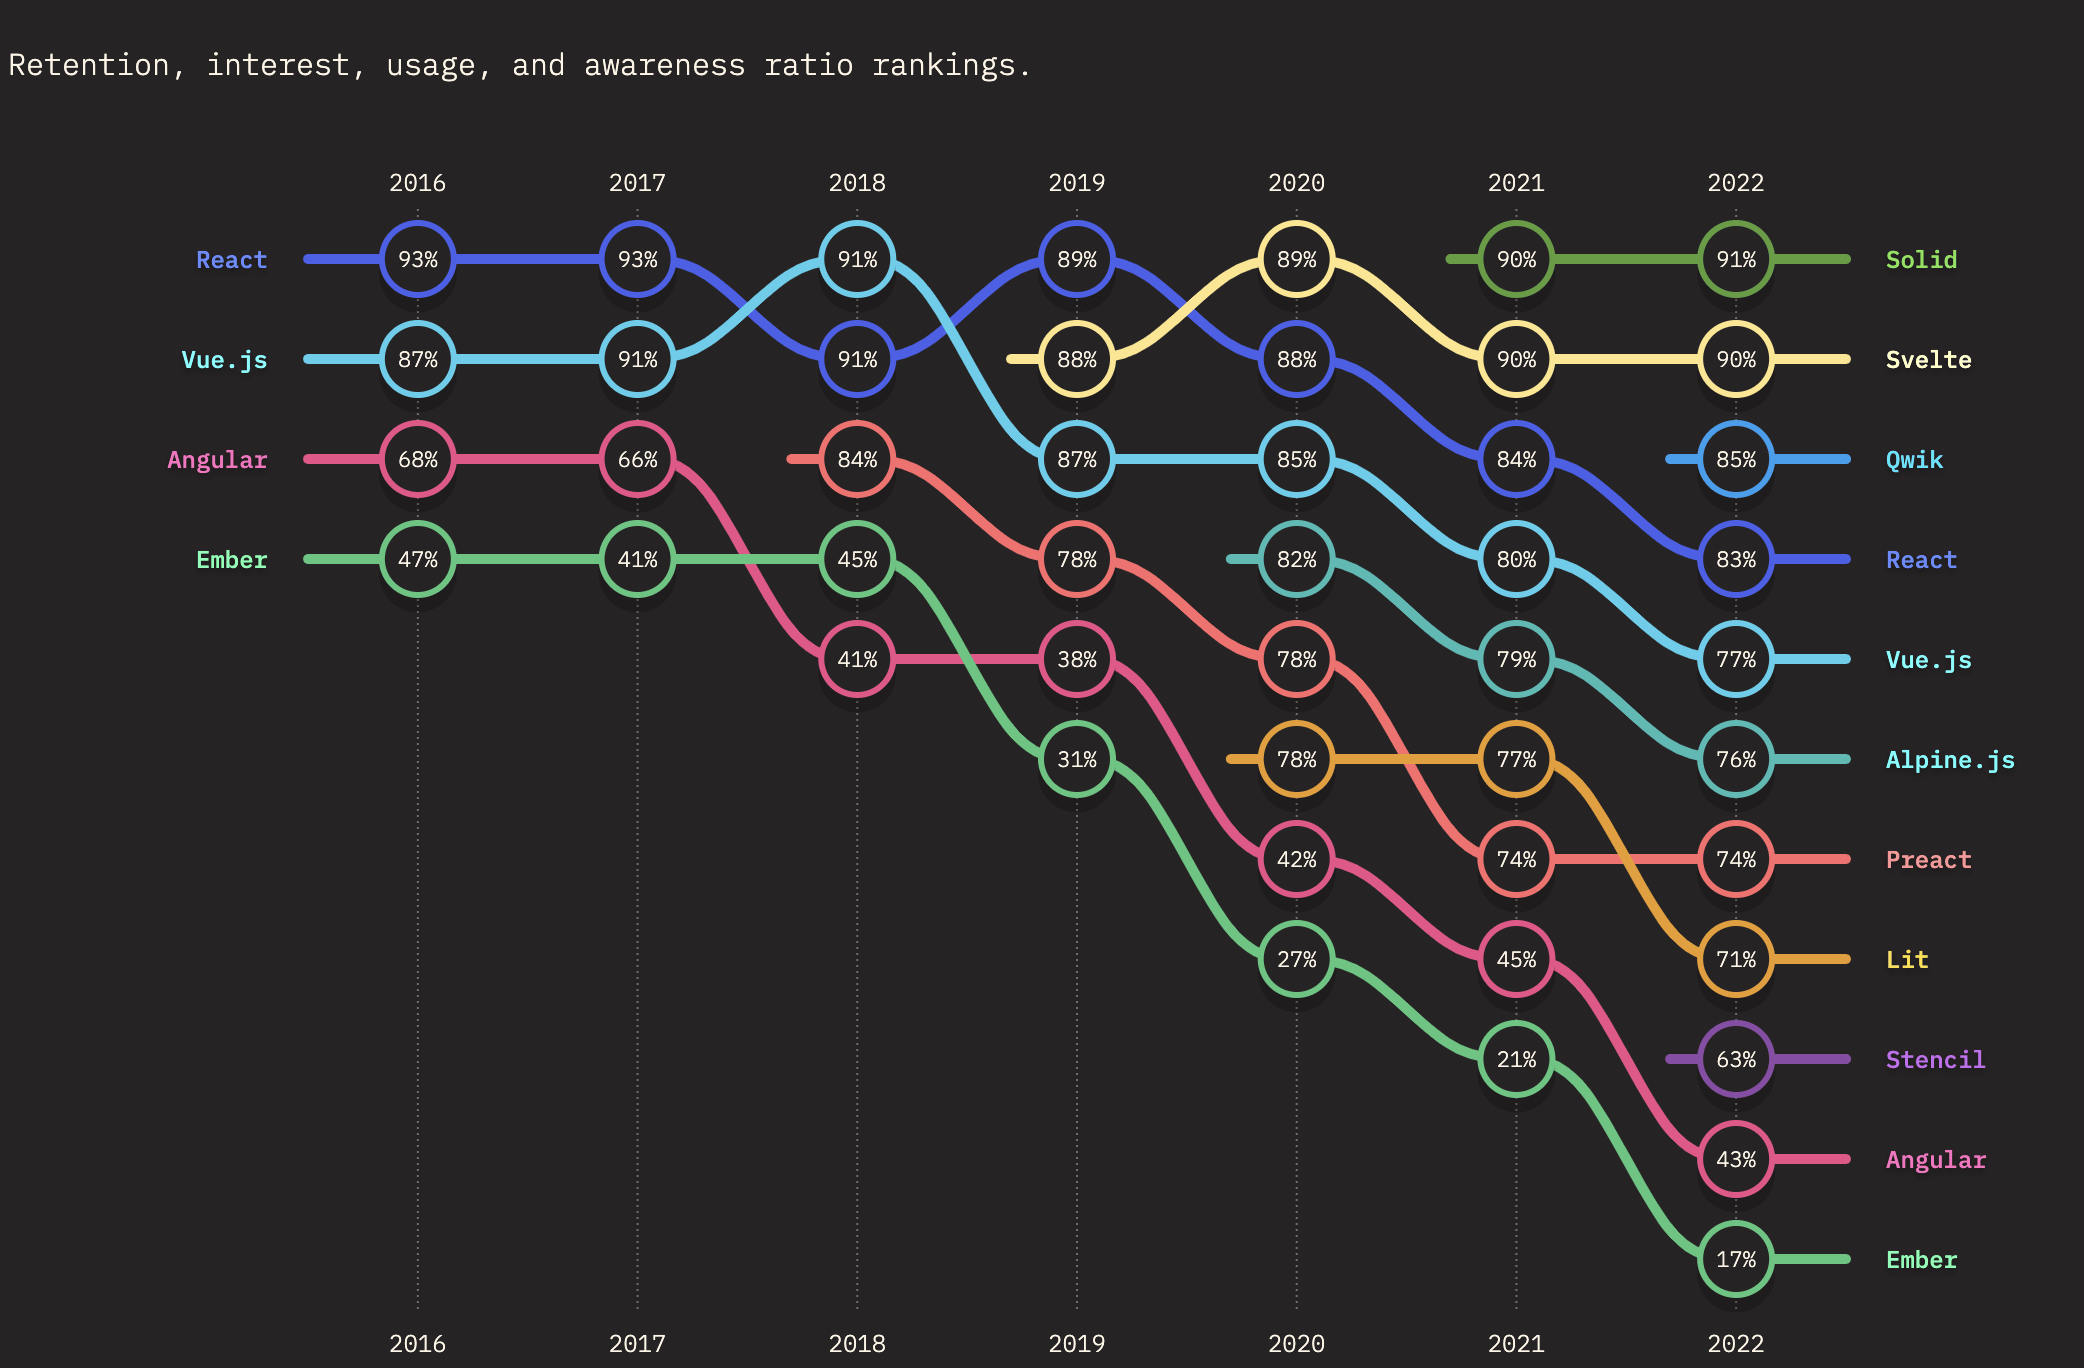 Retention, interest, usage, and awareness ratio rankings.
2016 2017 2018 2019 2020 2021 2022
React 93% 93% 91% 89% 89% 90% 91% Solid
Vue.js 87% 91% 91% 88% 88% 90% 90% Svelte
Angular 68% 66% 84% 87% 85% 84% 85% Qwik
Ember 47% 41% 45% 78% 82% 80% 83% React
41% 38% 78% 79% 77% Vue.js
31% 78% 77% 76% Alpine.js
42% 74% 74% Preact
27% 45% 71% Lit
21% 63% Stencil
43% Angular
17% Ember
2016 2017 2018 2019 2020 2021 2022